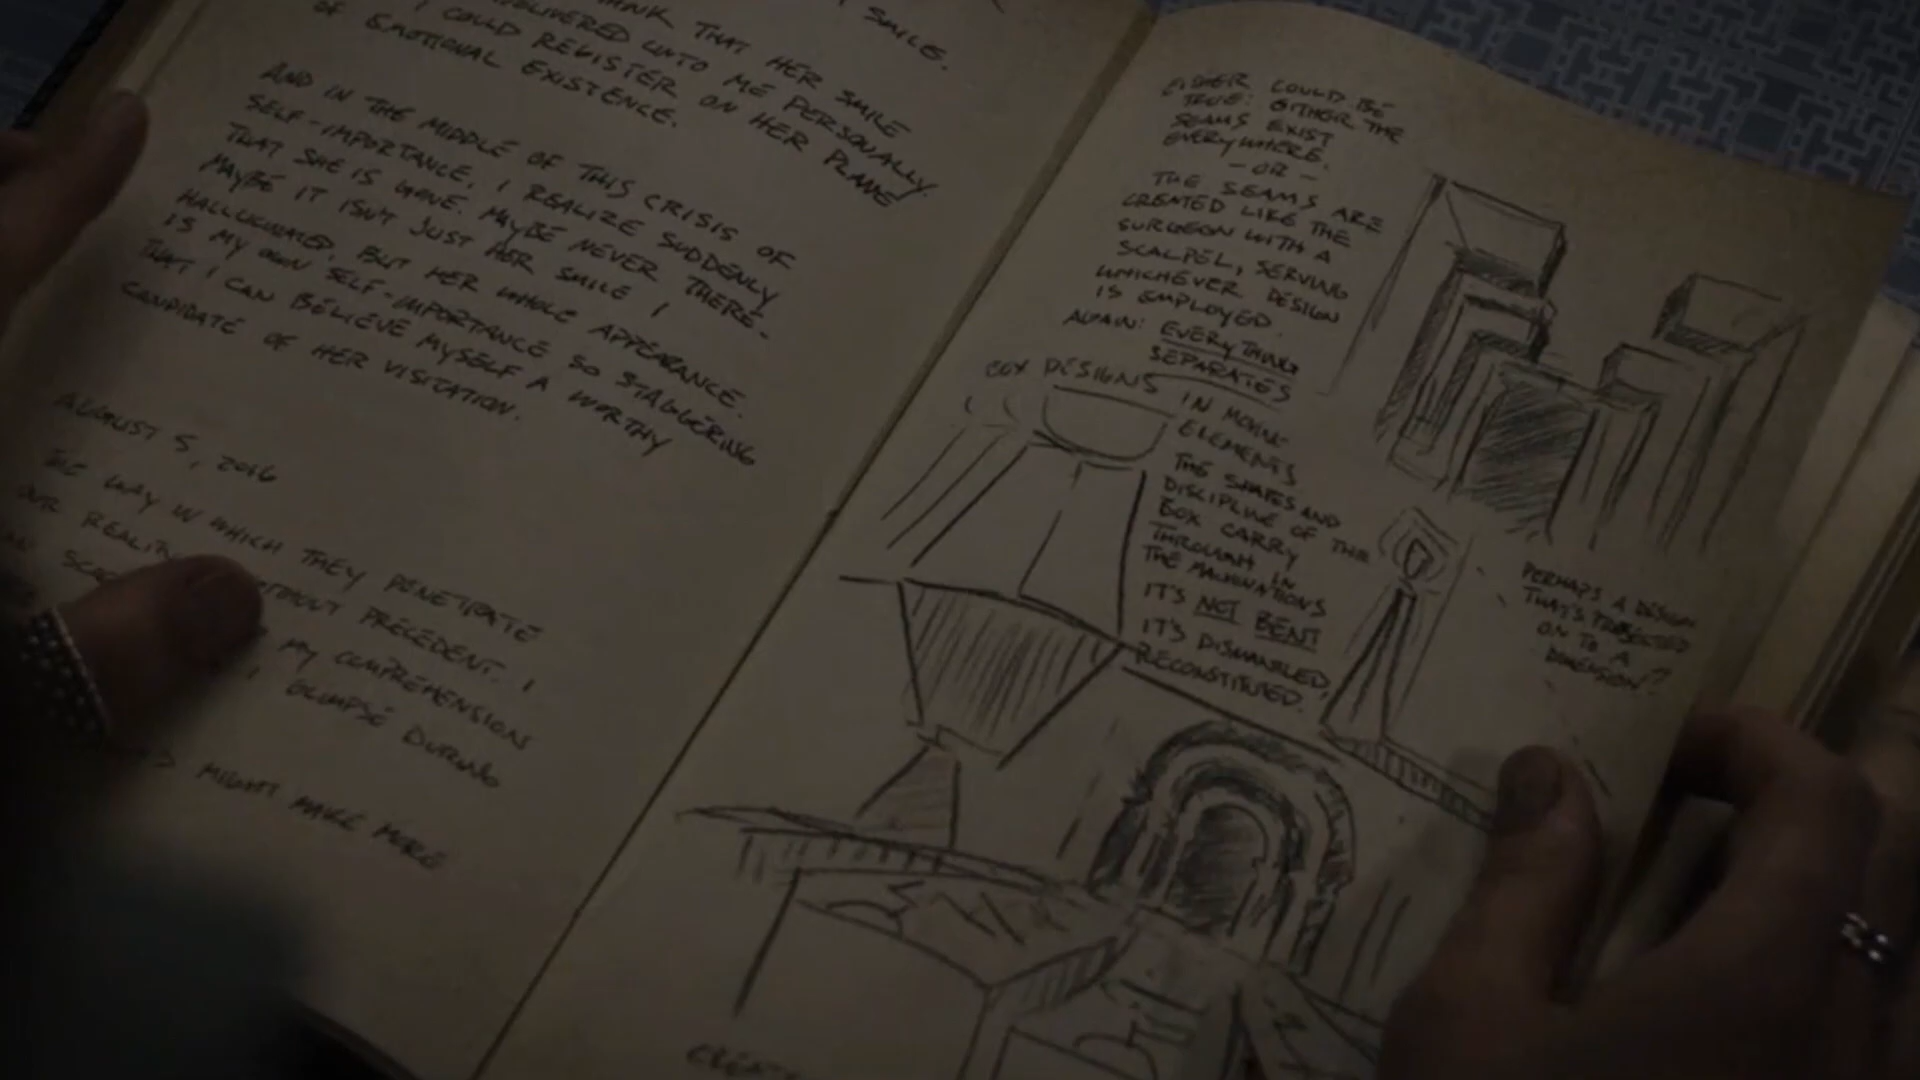 SMILE.
THINK THAT HER SMILE
DELIVERED UNTO ME PERSONALLY.
I COULD REGISTER ON HER PLANE
OF EMOTIONAL EXISTENCE.
AND IN THE MIDDLE OF THIS CRISIS OF
SELF-IMPORTANCE, I REALIZE SUDDENLY
THAT SHE IS GONE. MAYBE NEVER THERE.
MAYBE IT ISN'T JUST HER SMILE I
HALLUCINATED, BUT HER WHOLE APPEARANCE.
IS MY OWN SELF-IMPORTANCE SO STAGGERING
THAT I CAN BELIEVE MYSELF A WORTHY
CANDIDATE OF HER VISITATION.
AUGUST 5, 2016
THE WAY IN WHICH THEY PENETRATE
OUR REALITY WITHOUT PRECEDENT. I
MY COMPREHENSION
I GLIMPSE DURING
MIGHT HAVE MORE
EITHER COULD BE
TRUE: EITHER THE
SEAMS EXIST
EVERYWHERE.
- OR -
THE SEAMS ARE
CREATED LIKE THE
SURGEON WITH A
SCALPEL, SERVING
WHICHEVER DESIGN
IS EMPLOYED.
AGAIN: EVERYTHING
SEPARATES
BOX DESIGNS
IN MOVING
ELEMENTS
THE SHAPES AND
DISCIPLINE OF THE
BOX CARRY
THROUGH IN
THE MACHINATIONS
IT'S NOT BENT
IT'S DISMANTLED,
RECONSTITUTED.
PERHAPS A DESIGN
THAT'S PROJECTED
ON TO A
DIMENSION?